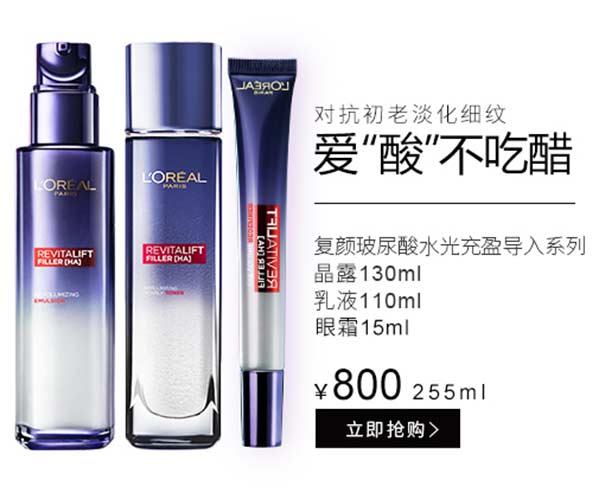 L'ORÉAL
PARIS
REVITALIFT
FILLER [HA]
EMULSION
L'ORÉAL
PARIS
REVITALIFT
FILLER [HA]
L'ORÉAL
REVITALIFT
FILLER [HA]
对抗初老淡化细纹
爱“酸”不吃醋
复颜玻尿酸水光充盈导入系列
晶露130ml
乳液110ml
眼霜15ml
¥800 255ml
立即抢购>